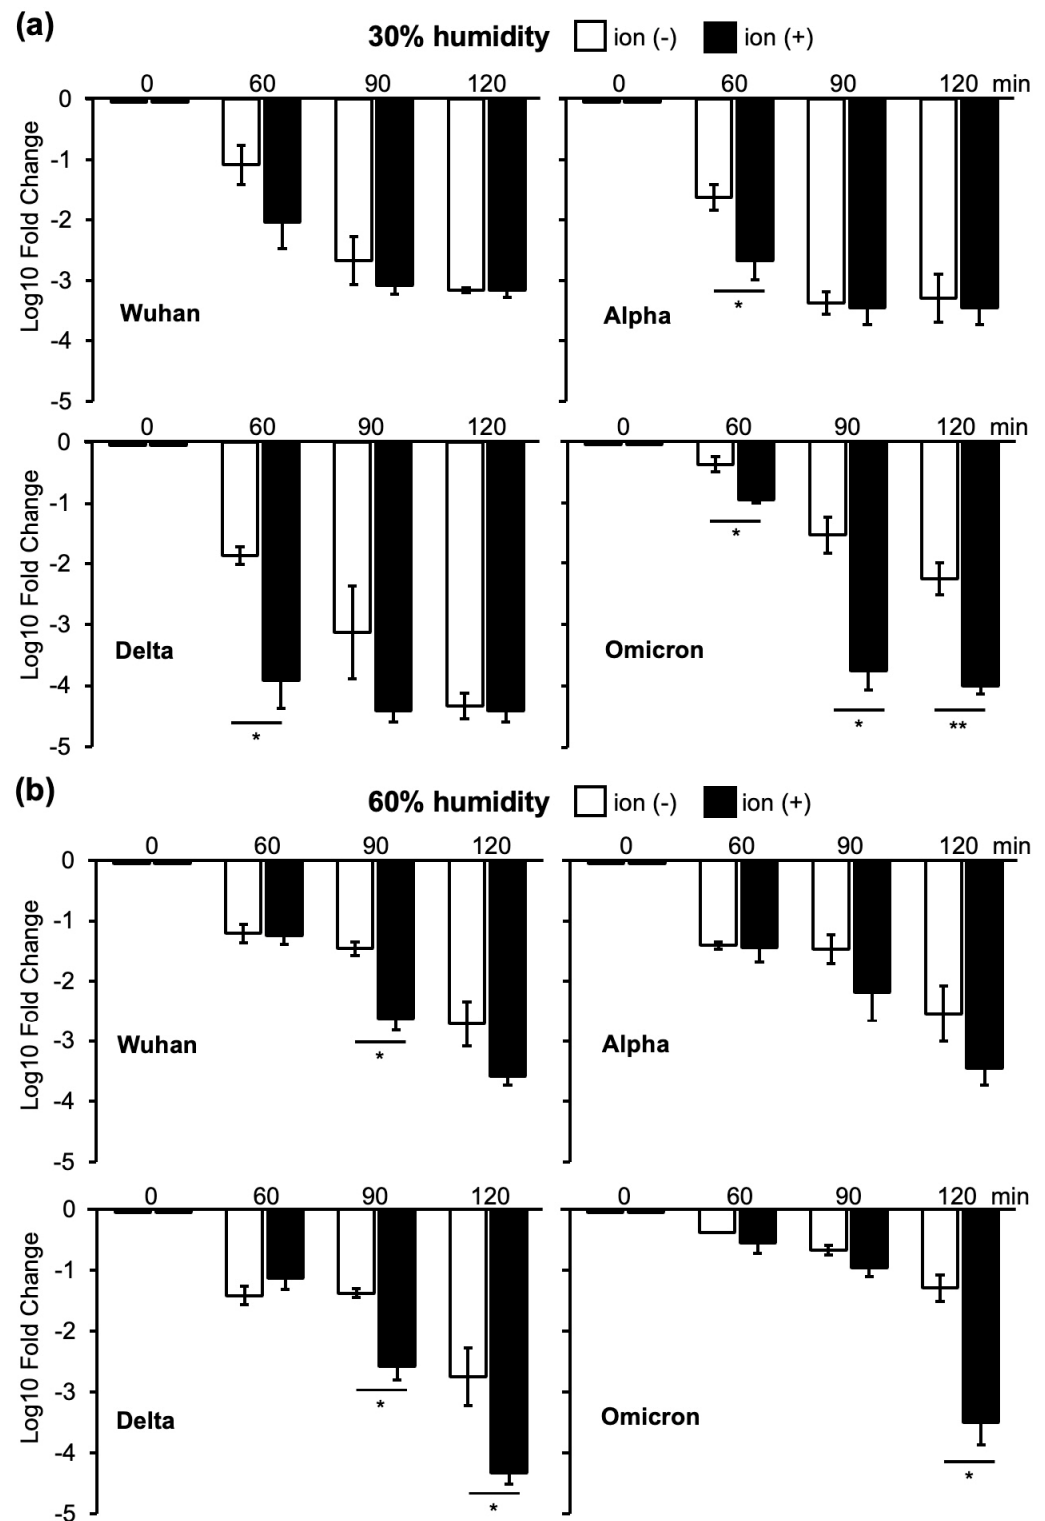 (a)
30% humidity ion (-) ion (+)
0 60 90 120 0 60 90 120 min
0
-1
-2
-3
-4
-5
Log10 Fold Change
Wuhan
Alpha
*
0 60 90 120 0 60 90 120 min
0
-1
-2
-3
-4
-5
Log10 Fold Change
Delta
*
Omicron
*
* **
(b)
60% humidity ion (-) ion (+)
0 60 90 120 0 60 90 120 min
0
-1
-2
-3
-4
-5
Log10 Fold Change
Wuhan
*
Alpha
0 60 90 120 0 60 90 120 min
0
-1
-2
-3
-4
-5
Log10 Fold Change
Delta
*
*
Omicron
*